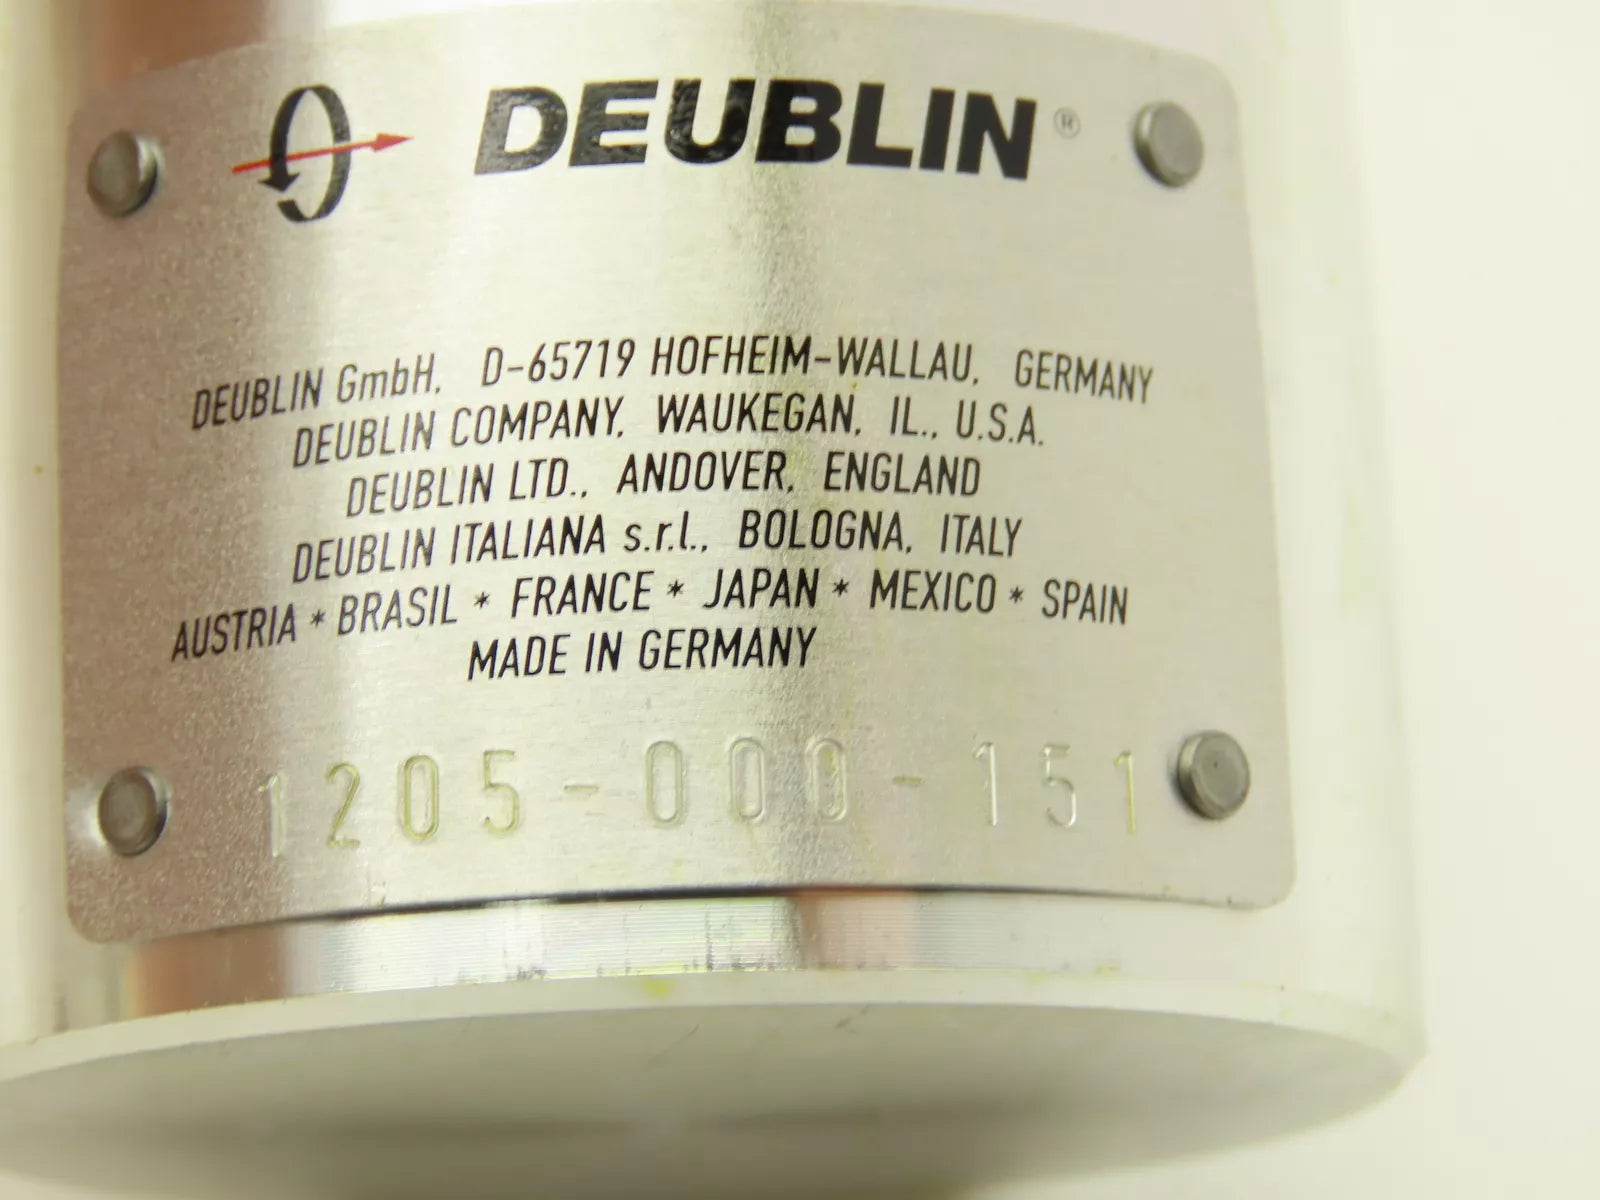 DEUBLIN®
DEUBLIN GmbH, D-65719 HOFHEIM-WALLAU, GERMANY
DEUBLIN COMPANY, WAUKEGAN, IL., U.S.A.
DEUBLIN LTD., ANDOVER, ENGLAND
DEUBLIN ITALIANA s.r.l., BOLOGNA, ITALY
AUSTRIA * BRASIL * FRANCE * JAPAN * MEXICO * SPAIN
MADE IN GERMANY
1205-000-151